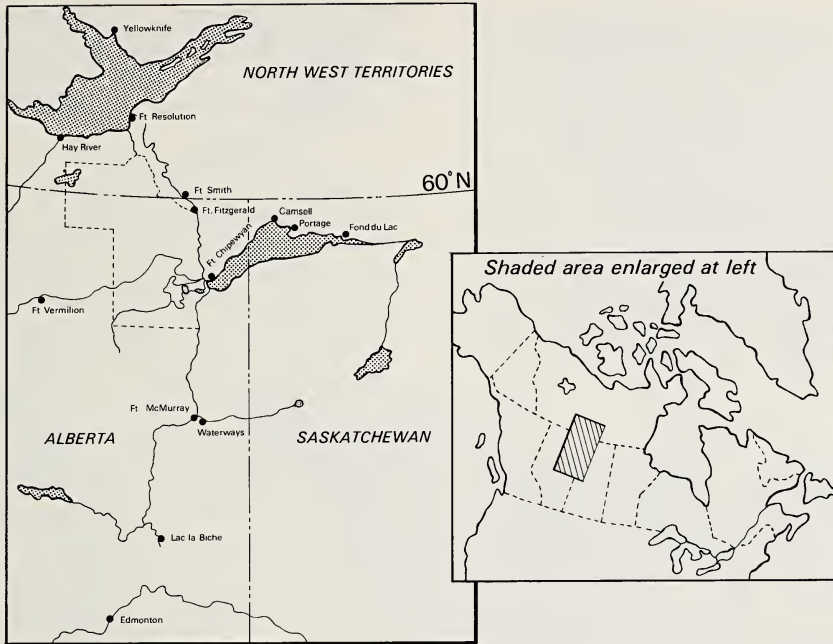 Yellowknife
NORTH WEST TERRITORIES
Ft Resolution
Hay River
Ft Smith
60°N
Ft. Fitzgerald
Camsell
Portage
Fond du Lac
Ft Chipewyan
Ft Vermilion
Ft McMurray
Waterways
ALBERTA
SASKATCHEWAN
Lac la Biche
Edmonton
Shaded area enlarged at left